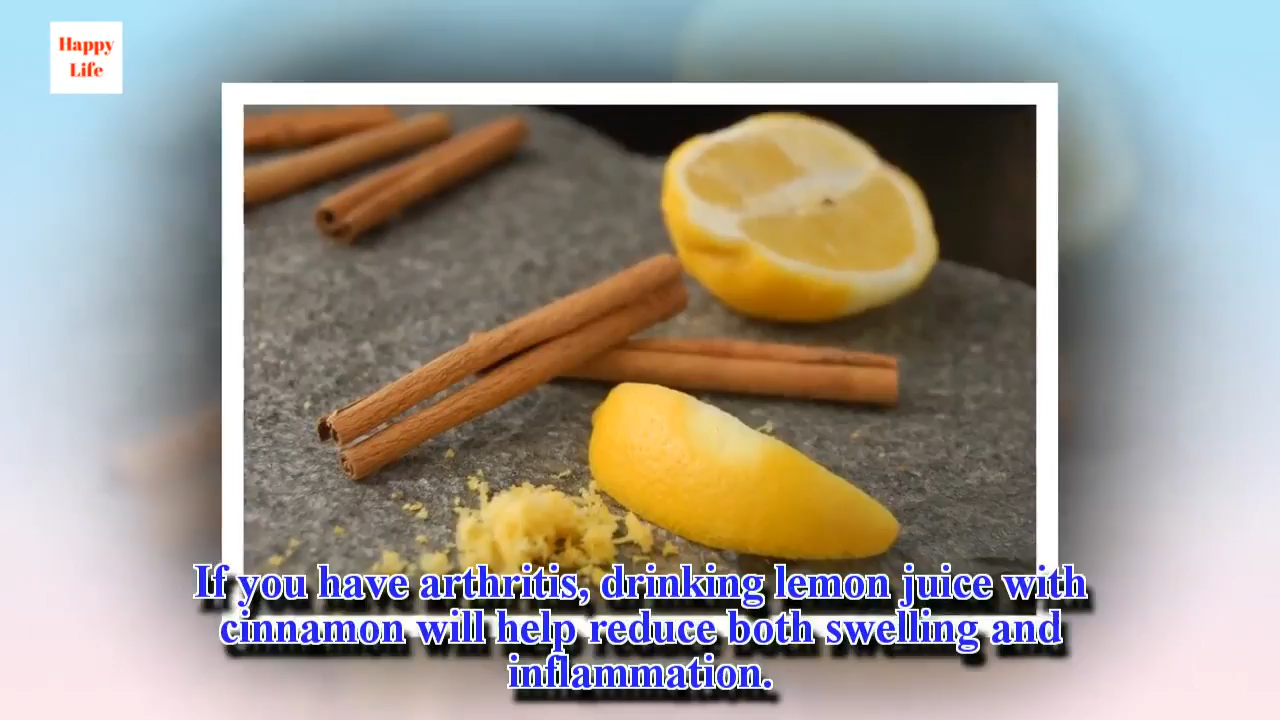 Happy
Life
If you have arthritis, drinking lemon juice with
cinnamon will help reduce both swelling and
inflammation.